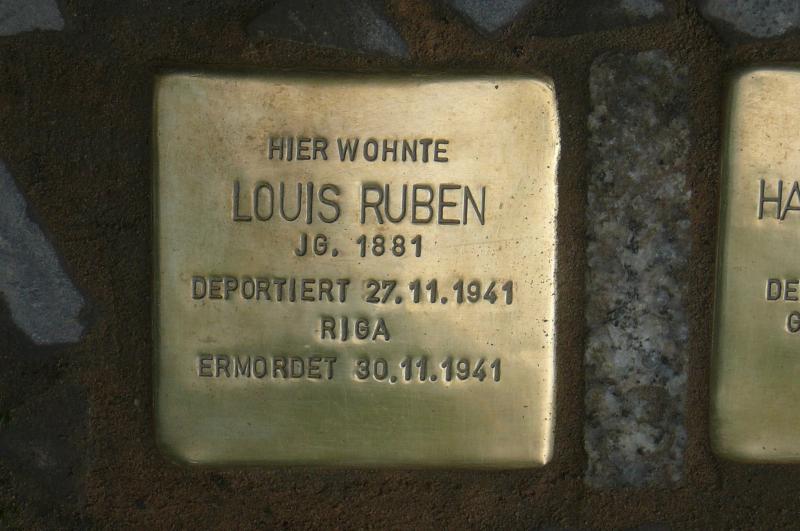 HIER WOHNTE
LOUIS RUBEN
JG. 1881
DEPORTIERT 27.11.1941
RIGA
ERMORDET 30.11.1941